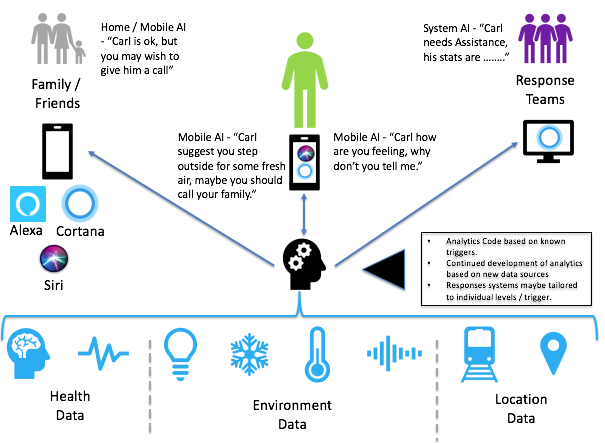 Home / Mobile AI
- “Carl is ok, but
you may wish to
give him a call”
System AI - “Carl
needs Assistance,
his stats are ........”
Family /
Friends
Response
Teams
Mobile AI - “Carl
suggest you step
outside for some fresh
air, maybe you should
call your family.”
Mobile AI - “Carl how
are you feeling, why
don’t you tell me.”
Alexa
Cortana
Siri
• Analytics Code based on known
triggers.
• Continued development of analytics
based on new data sources
• Responses systems maybe tailored
to individual levels / trigger.
Health
Data
Environment
Data
Location
Data